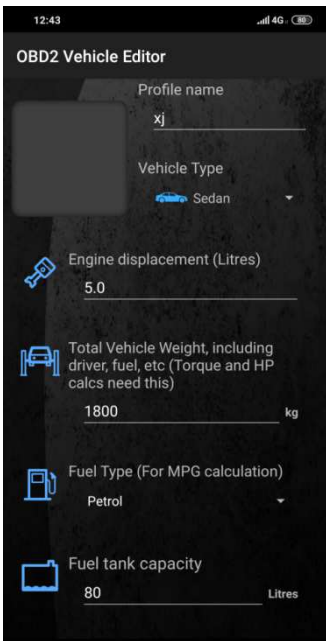 12:43
4G
80
OBD2 Vehicle Editor
Profile name
xj
Vehicle Type
Sedan
Engine displacement (Litres)
5.0
Total Vehicle Weight, including
driver, fuel, etc (Torque and HP
calcs need this)
1800 kg
Fuel Type (For MPG calculation)
Petrol
Fuel tank capacity
80 Litres